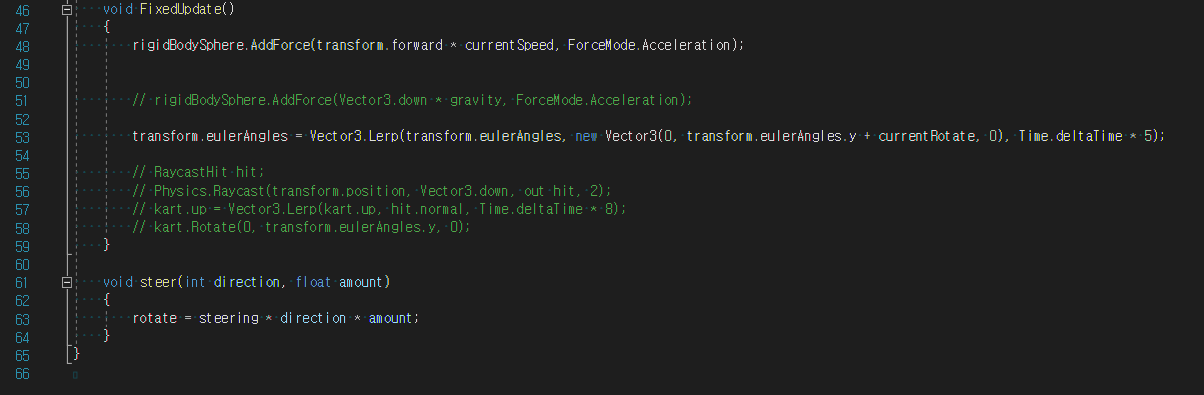 46 void FixedUpdate()
47 {
48 rigidBodySphere.AddForce(transform.forward * currentSpeed, ForceMode.Acceleration);
49
50
51 // rigidBodySphere.AddForce(Vector3.down * gravity, ForceMode.Acceleration);
52
53 transform.eulerAngles = Vector3.Lerp(transform.eulerAngles, new Vector3(0, transform.eulerAngles.y + currentRotate, 0), Time.deltaTime * 5);
54
55 // RaycastHit hit;
56 // Physics.Raycast(transform.position, Vector3.down, out hit, 2);
57 // kart.up = Vector3.Lerp(kart.up, hit.normal, Time.deltaTime * 8);
58 // kart.Rotate(0, transform.eulerAngles.y, 0);
59 }
60
61 void steer(int direction, float amount)
62 {
63 rotate = steering * direction * amount;
64 }
65 }
66